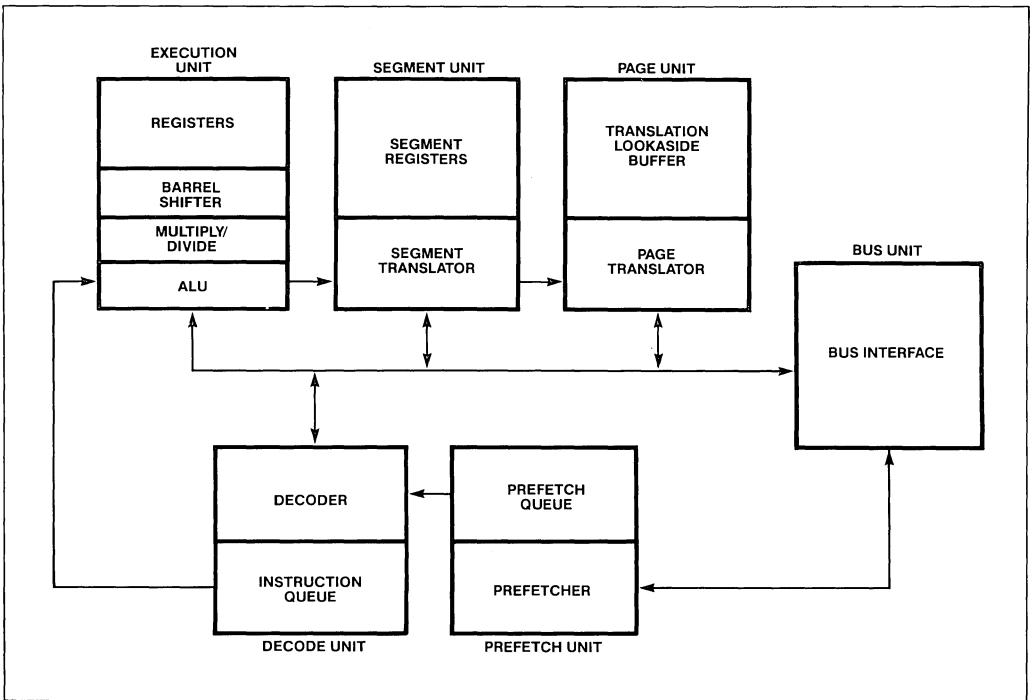 EXECUTION
UNIT
REGISTERS
BARREL
SHIFTER
MULTIPLY/
DIVIDE
ALU
SEGMENT UNIT
SEGMENT
REGISTERS
SEGMENT
TRANSLATOR
PAGE UNIT
TRANSLATION
LOOKASIDE
BUFFER
PAGE
TRANSLATOR
BUS UNIT
BUS INTERFACE
DECODER
INSTRUCTION
QUEUE
DECODE UNIT
PREFETCH
QUEUE
PREFETCHER
PREFETCH UNIT